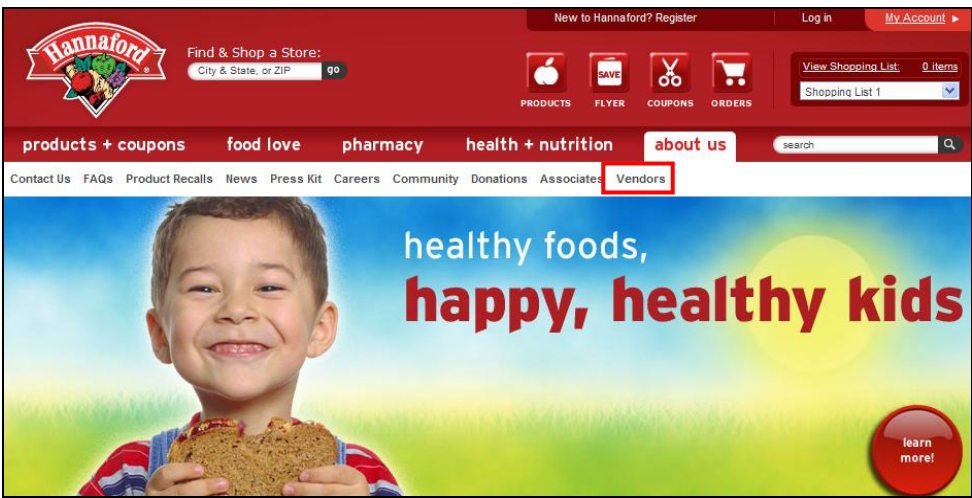 New to Hannaford? Register
Log in
My Account ►
Hannaford
Find & Shop a Store:
City & State, or ZIP
go
SAVE
PRODUCTS
FLYER
COUPONS
ORDERS
View Shopping List:
0 items
Shopping List 1
products + coupons
food love
pharmacy
health + nutrition
about us
search
Contact Us FAQs Product Recalls News Press Kit Careers Community Donations Associates Vendors
healthy foods,
happy, healthy kids
learn
more!